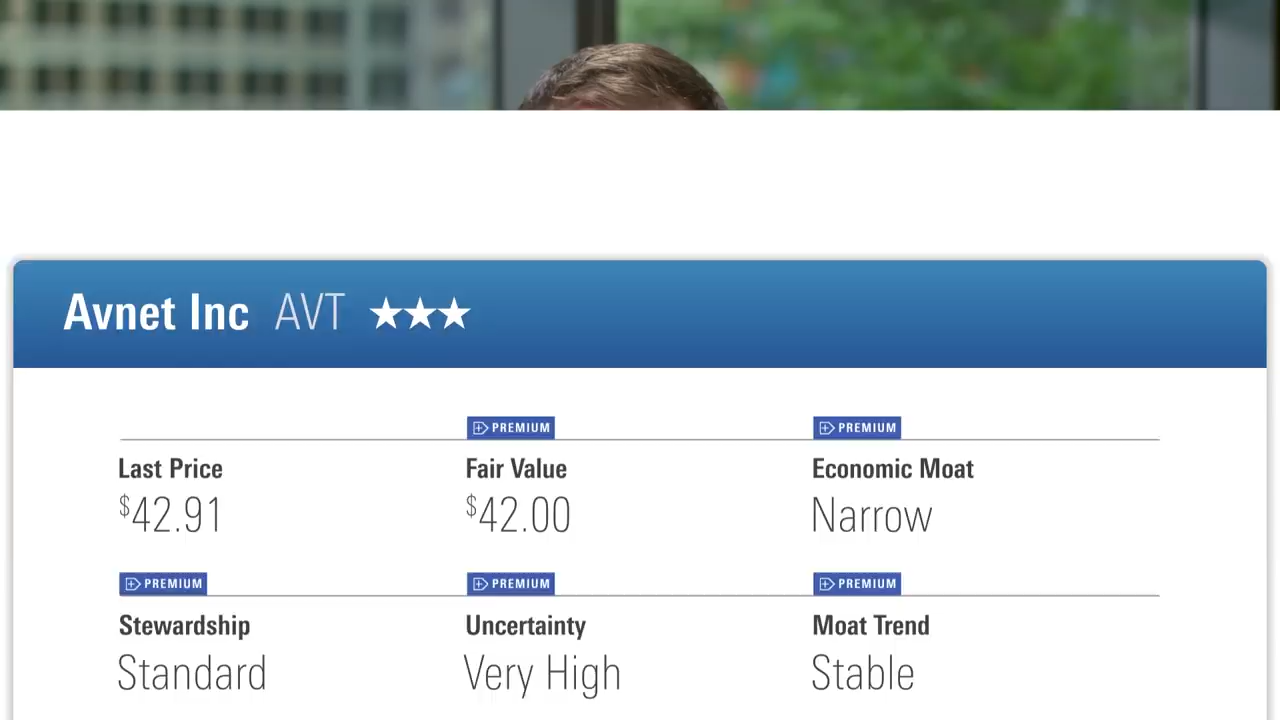 Avnet Inc AVT ★★★
PREMIUM PREMIUM
Last Price Fair Value Economic Moat
$42.91 $42.00 Narrow
PREMIUM PREMIUM PREMIUM
Stewardship Uncertainty Moat Trend
Standard Very High Stable